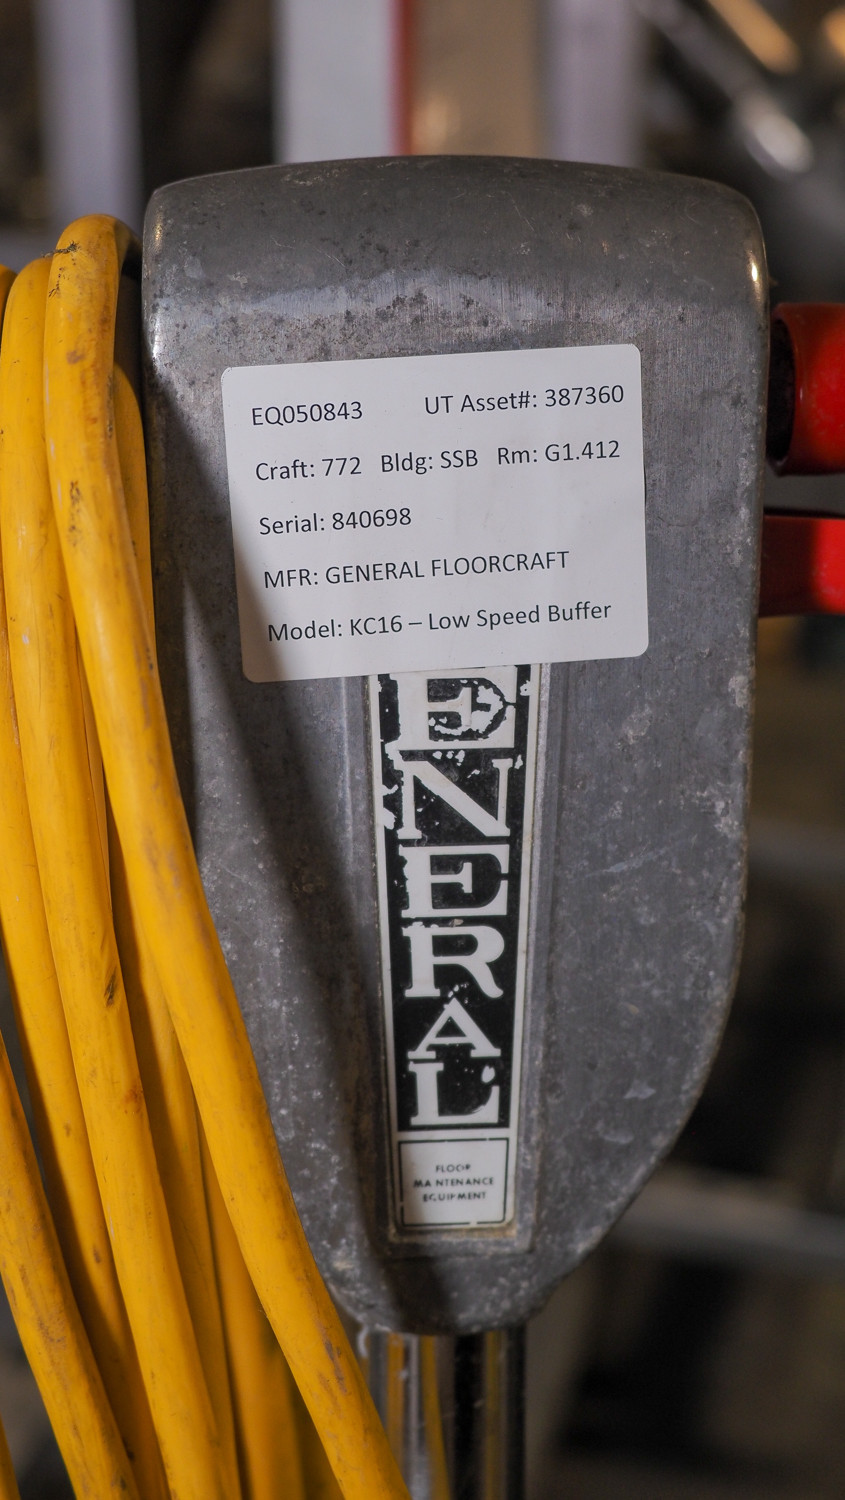 EQ050843 UT Asset#: 387360
Craft: 772 Bldg: SSB Rm: G1.412
Serial: 840698
MFR: GENERAL FLOORCRAFT
Model: KC16 – Low Speed Buffer
ENERAL
FLOOR
MAINTENANCE
EQUIPMENT